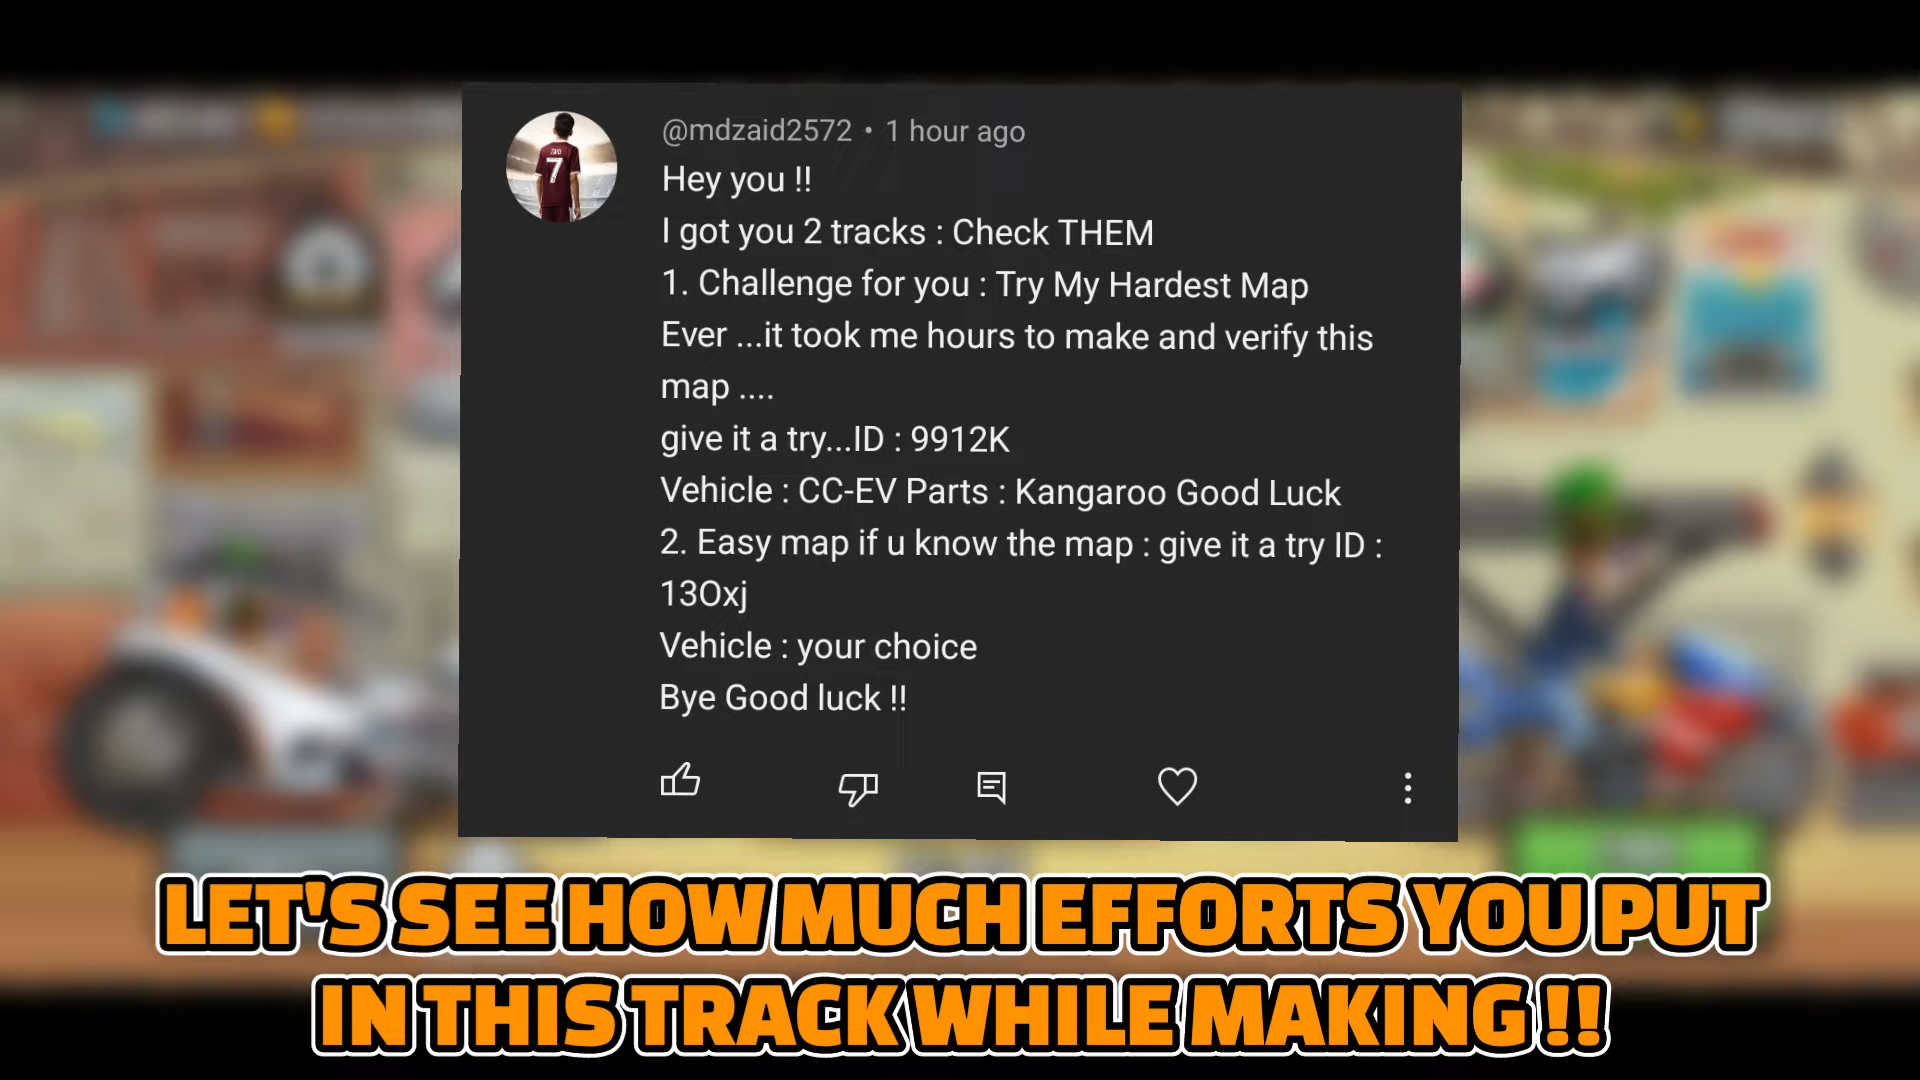 @mdzaid2572 • 1 hour ago
Hey you !!
I got you 2 tracks : Check THEM
1. Challenge for you : Try My Hardest Map
Ever ...it took me hours to make and verify this
map ....
give it a try...ID : 9912K
Vehicle : CC-EV Parts : Kangaroo Good Luck
2. Easy map if u know the map : give it a try ID :
13Oxj
Vehicle : your choice
Bye Good luck !!
ZAID
7
LET'S SEE HOW MUCH EFFORTS YOU PUT
IN THIS TRACK WHILE MAKING !!